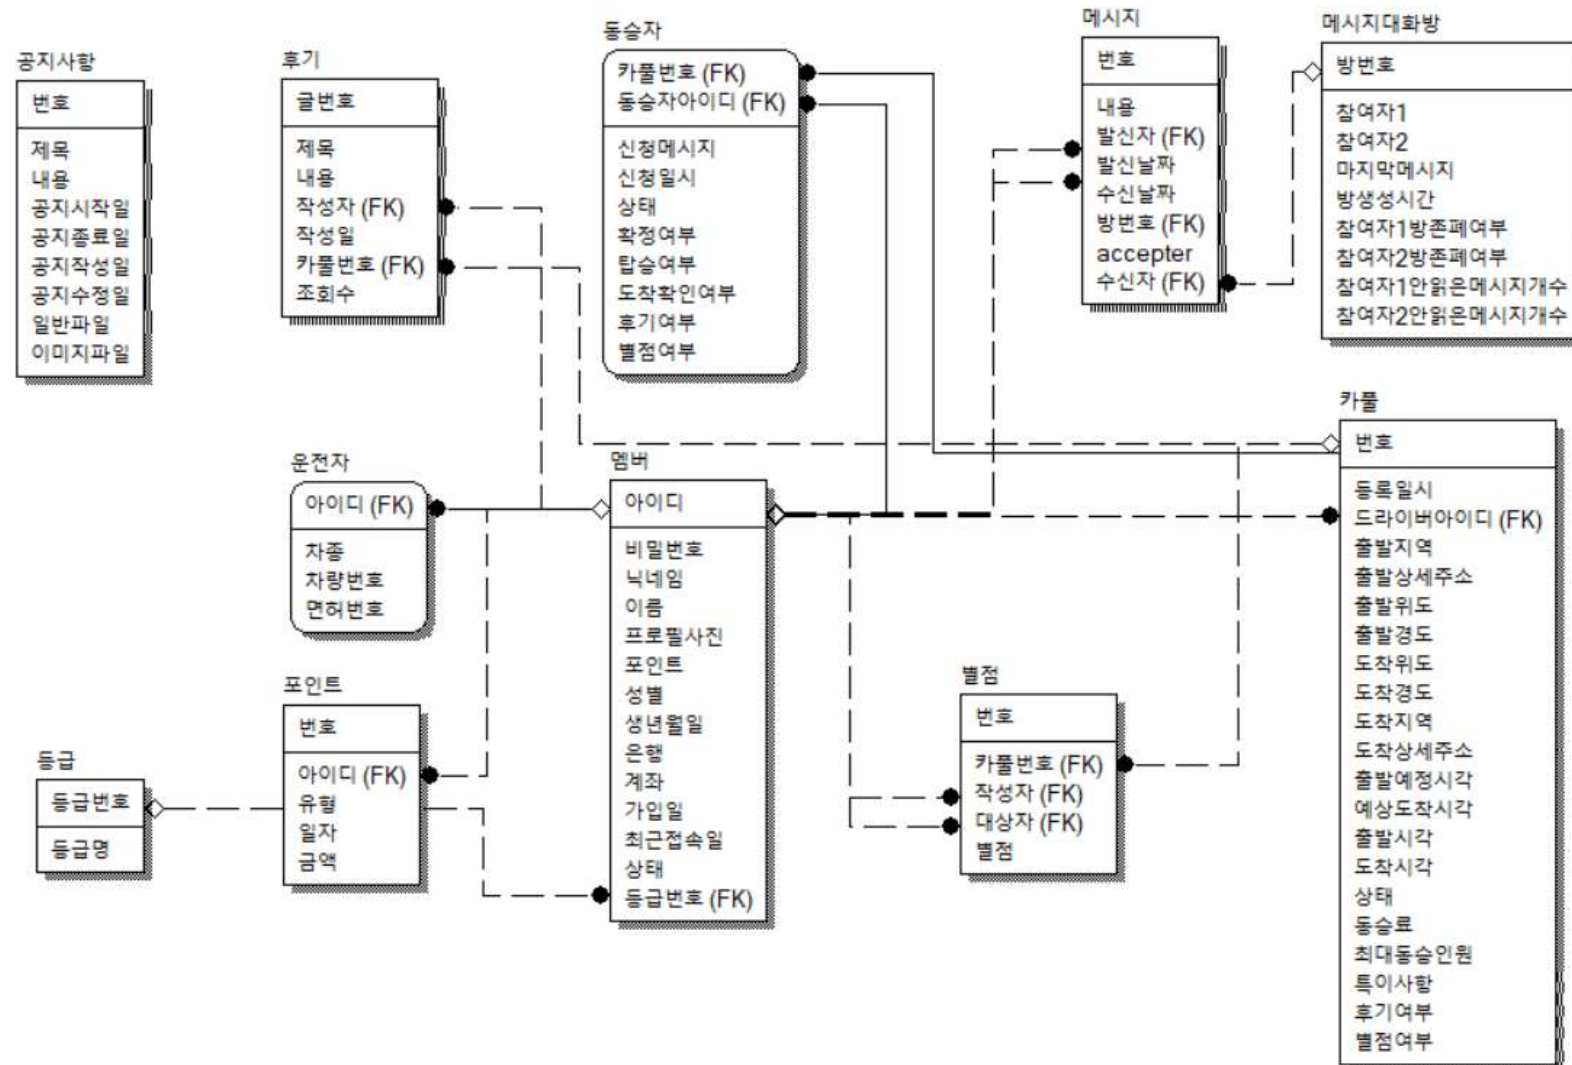 공지사항
번호
제목
내용
공지시작일
공지종료일
공지작성일
공지수정일
일반파일
이미지파일
후기
글번호
제목
내용
작성자 (FK)
작성일
카풀번호 (FK)
조회수
동승자
카풀번호 (FK)
동승자아이디 (FK)
신청메시지
신청일시
상태
확정여부
탑승여부
도착확인여부
후기여부
별점여부
메시지
번호
내용
발신자 (FK)
발신날짜
수신날짜
방번호 (FK)
accepter
수신자 (FK)
메시지대화방
방번호
참여자1
참여자2
마지막메시지
방생성시간
참여자1방존폐여부
참여자2방존폐여부
참여자1안읽은메시지개수
참여자2안읽은메시지개수
운전자
아이디 (FK)
차종
차량번호
면허번호
멤버
아이디
비밀번호
닉네임
이름
프로필사진
포인트
성별
생년월일
은행
계좌
가입일
최근접속일
상태
등급번호 (FK)
카풀
번호
등록일시
드라이버아이디 (FK)
출발지역
출발상세주소
출발위도
출발경도
도착위도
도착경도
도착지역
도착상세주소
출발예정시각
예상도착시각
출발시각
도착시각
상태
동승료
최대동승인원
특이사항
후기여부
별점여부
등급
등급번호
등급명
포인트
번호
아이디 (FK)
유형
일자
금액
별점
번호
카풀번호 (FK)
작성자 (FK)
대상자 (FK)
별점